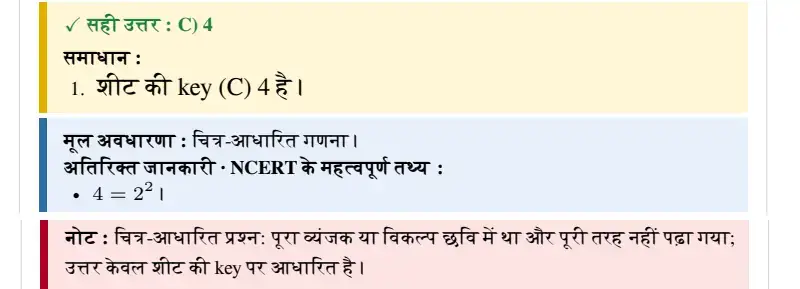 ✓ सही उत्तर : C) 4
समाधान :
1. शीट की key (C) 4 है।
मूल अवधारणा : चित्र-आधारित गणना।
अतिरिक्त जानकारी · NCERT के महत्वपूर्ण तथ्य :
• 4 = 2²।
नोट : चित्र-आधारित प्रश्न: पूरा व्यंजक या विकल्प छवि में था और पूरी तरह नहीं पढ़ा गया;
उत्तर केवल शीट की key पर आधारित है।